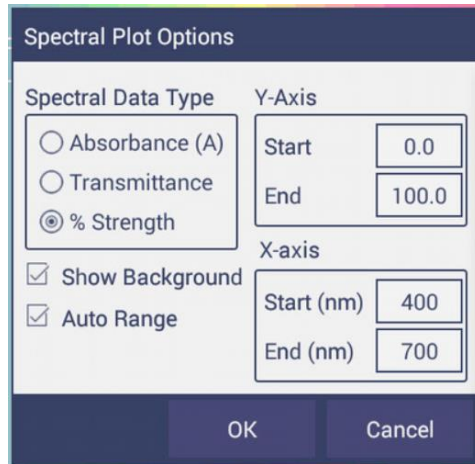 Spectral Plot Options
Spectral Data Type
Absorbance (A)
Transmittance
% Strength
Show Background
Auto Range
Y-Axis
Start 0.0
End 100.0
X-axis
Start (nm) 400
End (nm) 700
OK
Cancel